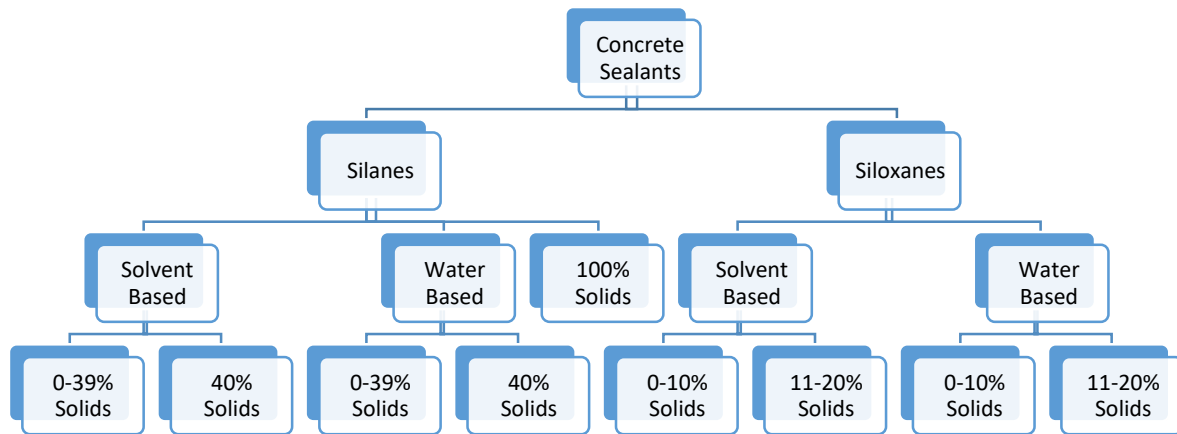 Concrete
Sealants
Silanes
Siloxanes
Solvent
Based
Water
Based
100%
Solids
Solvent
Based
Water
Based
0-39%
Solids
40%
Solids
0-39%
Solids
40%
Solids
0-10%
Solids
11-20%
Solids
0-10%
Solids
11-20%
Solids